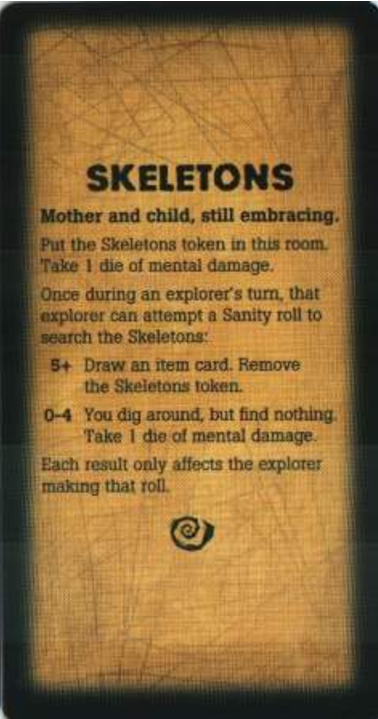 SKELETONS
Mother and child, still embracing.
Put the Skeletons token in this room.
Take 1 die of mental damage.
Once during an explorer's turn, that
explorer can attempt a Sanity roll to
search the Skeletons:
5+ Draw an item card. Remove
the Skeletons token.
0-4 You dig around, but find nothing.
Take 1 die of mental damage.
Each result only affects the explorer
making that roll.